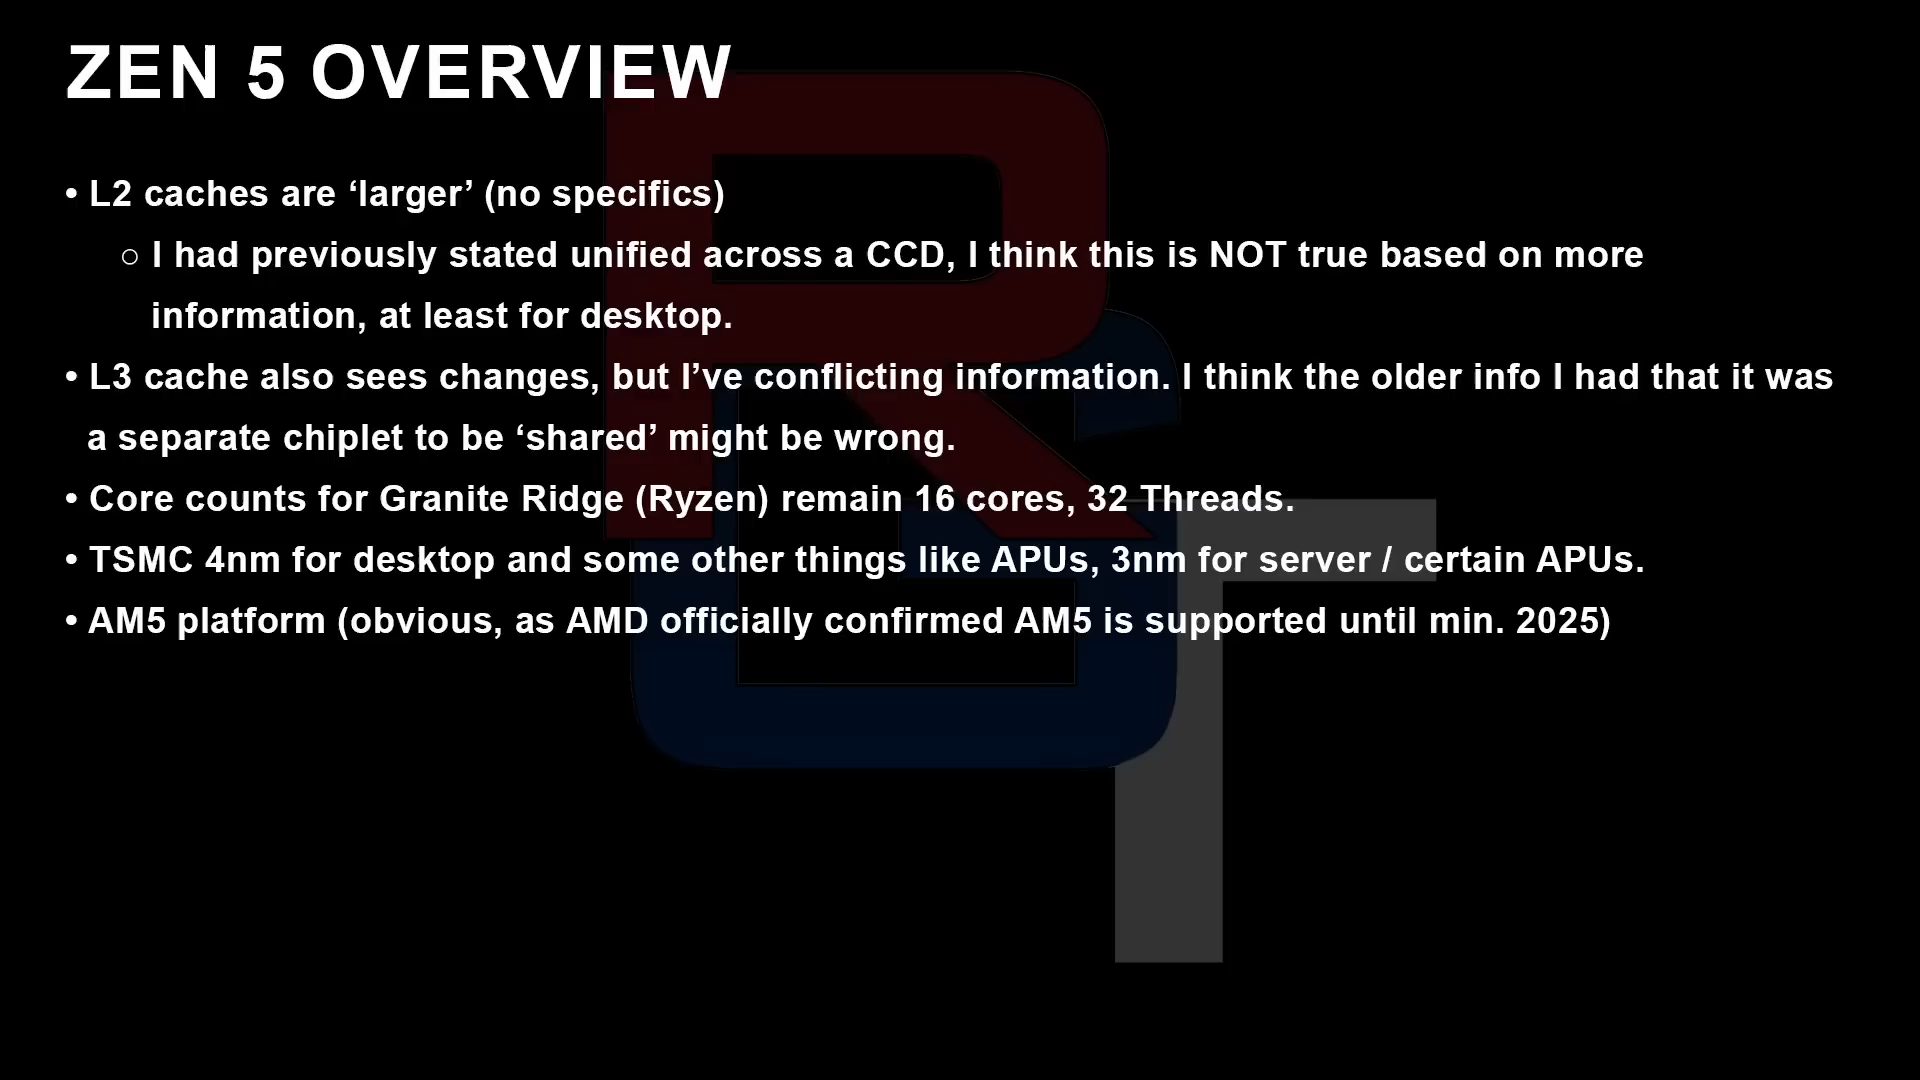 ZEN 5 OVERVIEW
• L2 caches are ‘larger’ (no specifics)
○ I had previously stated unified across a CCD, I think this is NOT true based on more
information, at least for desktop.
• L3 cache also sees changes, but I’ve conflicting information. I think the older info I had that it was
a separate chiplet to be ‘shared’ might be wrong.
• Core counts for Granite Ridge (Ryzen) remain 16 cores, 32 Threads.
• TSMC 4nm for desktop and some other things like APUs, 3nm for server / certain APUs.
• AM5 platform (obvious, as AMD officially confirmed AM5 is supported until min. 2025)